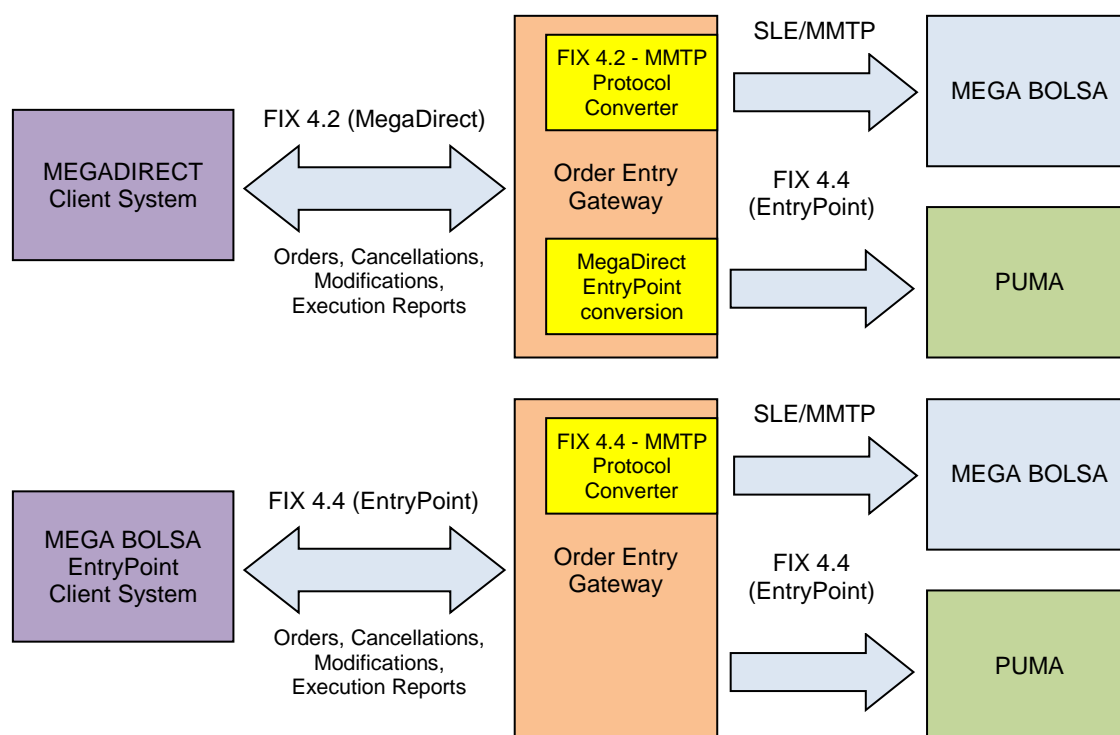 MEGADIRECT
Client System
FIX 4.2 (MegaDirect)
Orders, Cancellations,
Modifications,
Execution Reports
FIX 4.2 - MMTP
Protocol
Converter
Order Entry
Gateway
MegaDirect
EntryPoint
conversion
SLE/MMTP
FIX 4.4
(EntryPoint)
MEGA BOLSA
PUMA
MEGA BOLSA
EntryPoint
Client System
FIX 4.4 (EntryPoint)
Orders, Cancellations,
Modifications,
Execution Reports
FIX 4.4 - MMTP
Protocol
Converter
Order Entry
Gateway
SLE/MMTP
FIX 4.4
(EntryPoint)
MEGA BOLSA
PUMA